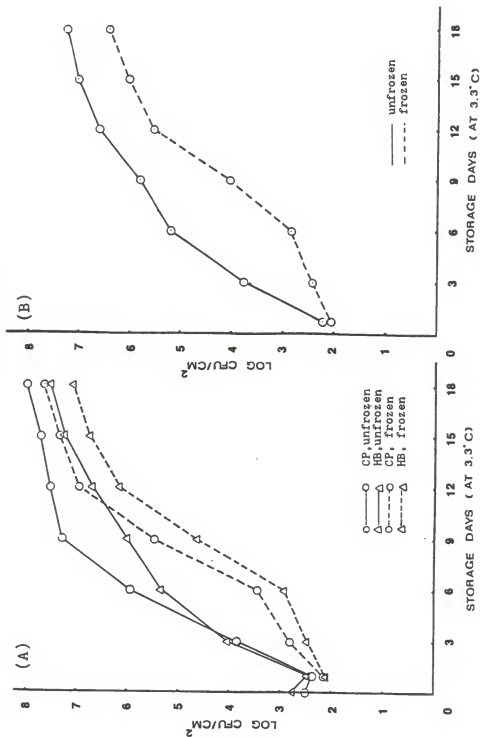 (A)
LOG CFU/CM²
8
7
6
5
4
3
2
1
0
3
6
9
12
15
18
STORAGE DAYS ( AT 3.3°C)
CP,unfrozen
HB,unfrozen
CP, frozen
HB, frozen
(B)
LOG CFU/CM²
8
7
6
5
4
3
2
1
0
3
6
9
12
15
18
STORAGE DAYS ( AT 3.3°C)
unfrozen
frozen